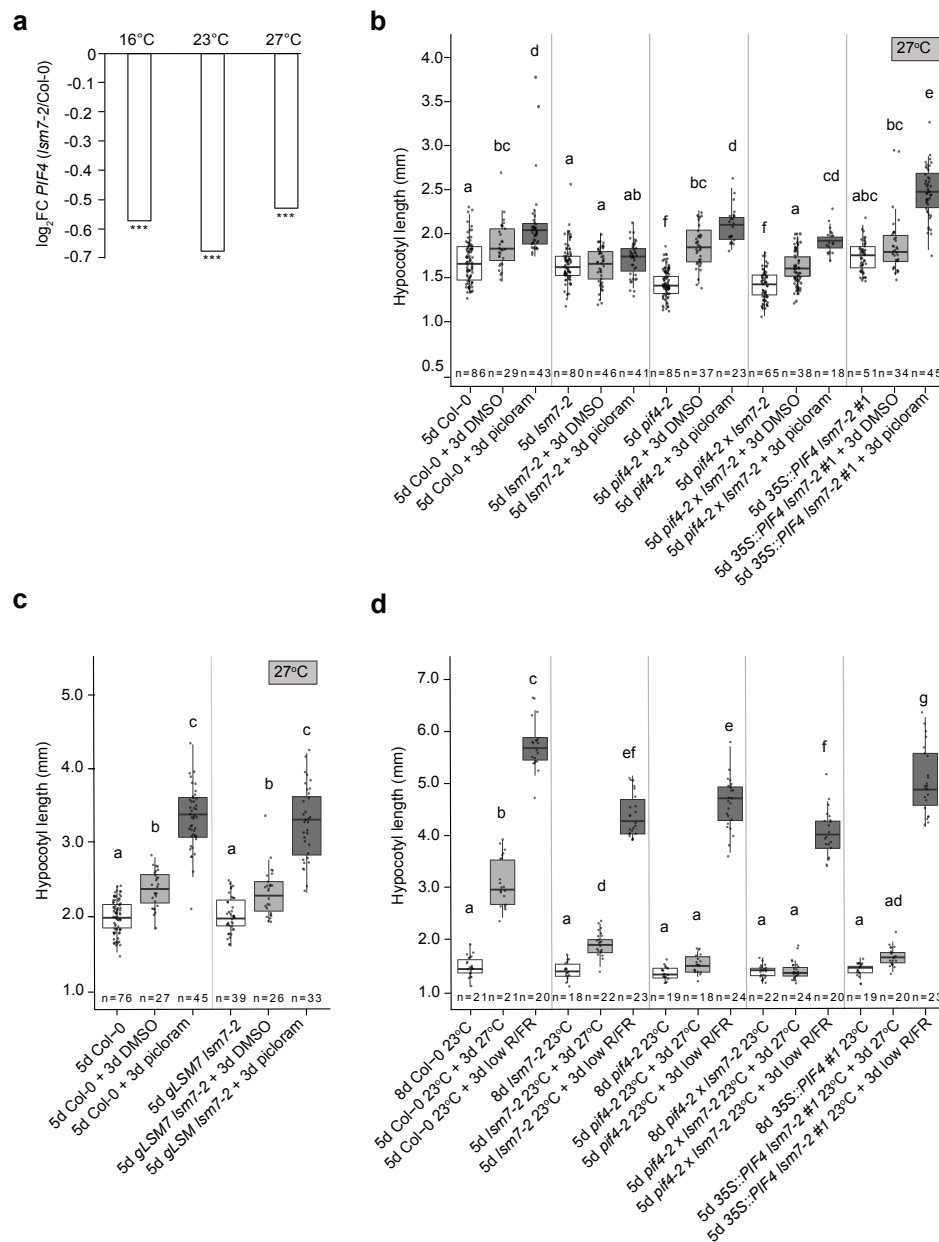 a
16°C 23°C 27°C
0
-0.1
-0.2
-0.3
-0.4
-0.5
-0.6
-0.7
log2FC PIF4 (lsm7-2/Col-0)
***
***
***
b
27°C
4.0
3.5
3.0
2.5
2.0
1.5
1.0
0.5
Hypocotyl length (mm)
a bc d a a ab f bc d f a cd abc bc e
n=86 n=29 n=43 n=80 n=46 n=41 n=85 n=37 n=23 n=65 n=38 n=18 n=51 n=34 n=45
5d Col-0
5d Col-0 + 3d DMSO
5d Col-0 + 3d picloram
5d lsm7-2
5d lsm7-2 + 3d DMSO
5d lsm7-2 + 3d picloram
5d pif4-2
5d pif4-2 + 3d DMSO
5d pif4-2 + 3d picloram
5d pif4-2 x lsm7-2
5d pif4-2 x lsm7-2 + 3d DMSO
5d pif4-2 x lsm7-2 + 3d picloram
5d 35S::PIF4 lsm7-2 #1
5d 35S::PIF4 lsm7-2 #1 + 3d DMSO
5d 35S::PIF4 lsm7-2 #1 + 3d picloram
c
27°C
5.0
4.0
3.0
2.0
1.0
Hypocotyl length (mm)
a b c a b c
n=76 n=27 n=45 n=39 n=26 n=33
5d Col-0
5d Col-0 + 3d DMSO
5d Col-0 + 3d picloram
5d gLSM7 lsm7-2
5d gLSM7 lsm7-2 + 3d DMSO
5d gLSM lsm7-2 + 3d picloram
d
7.0
6.0
5.0
4.0
3.0
2.0
1.0
Hypocotyl length (mm)
a b c a d ef a a e a a f a ad g
n=21 n=21 n=20 n=18 n=22 n=23 n=19 n=18 n=24 n=22 n=24 n=20 n=19 n=20 n=23
8d Col-0 23°C
5d Col-0 23°C + 3d 27°C
5d Col-0 23°C + 3d low R/FR
8d lsm7-2 23°C
5d lsm7-2 23°C + 3d 27°C
5d lsm7-2 23°C + 3d low R/FR
8d pif4-2 23°C
5d pif4-2 23°C + 3d 27°C
5d pif4-2 23°C + 3d low R/FR
8d pif4-2 x lsm7-2 23°C
5d pif4-2 x lsm7-2 23°C + 3d 27°C
5d pif4-2 x lsm7-2 23°C + 3d low R/FR
8d 35S::PIF4 #1 23°C
5d 35S::PIF4 lsm7-2 #1 23°C + 3d 27°C
5d 35S::PIF4 lsm7-2 #1 23°C + 3d low R/FR